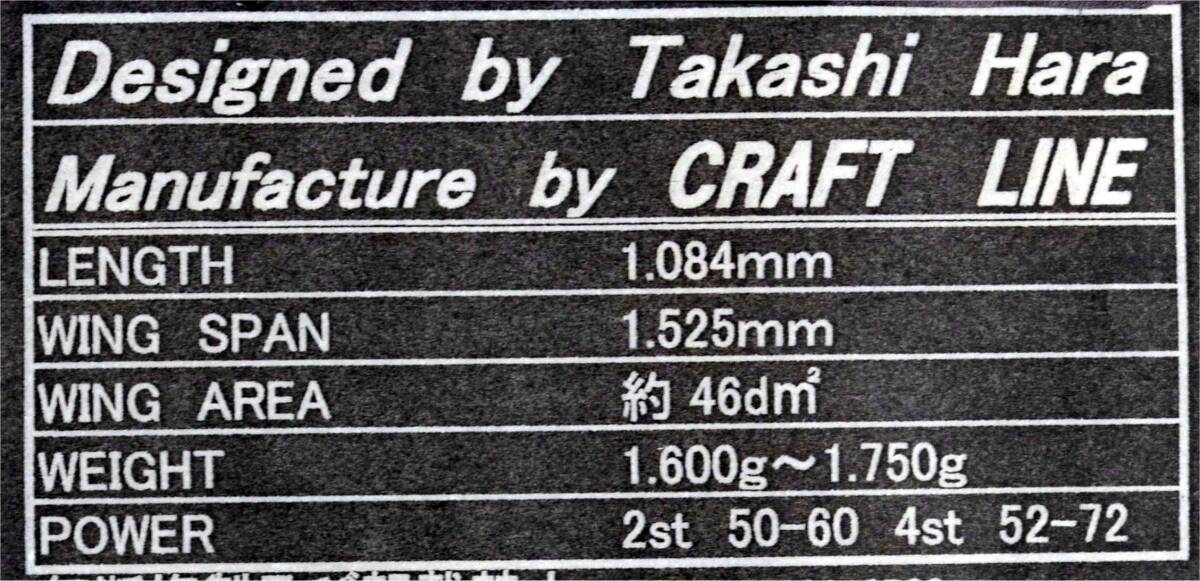 Designed by Takashi Hara
Manufacture by CRAFT LINE
LENGTH 1.084mm
WING SPAN 1.525mm
WING AREA 約 46dm²
WEIGHT 1.600g～1.750g
POWER 2st 50-60 4st 52-72